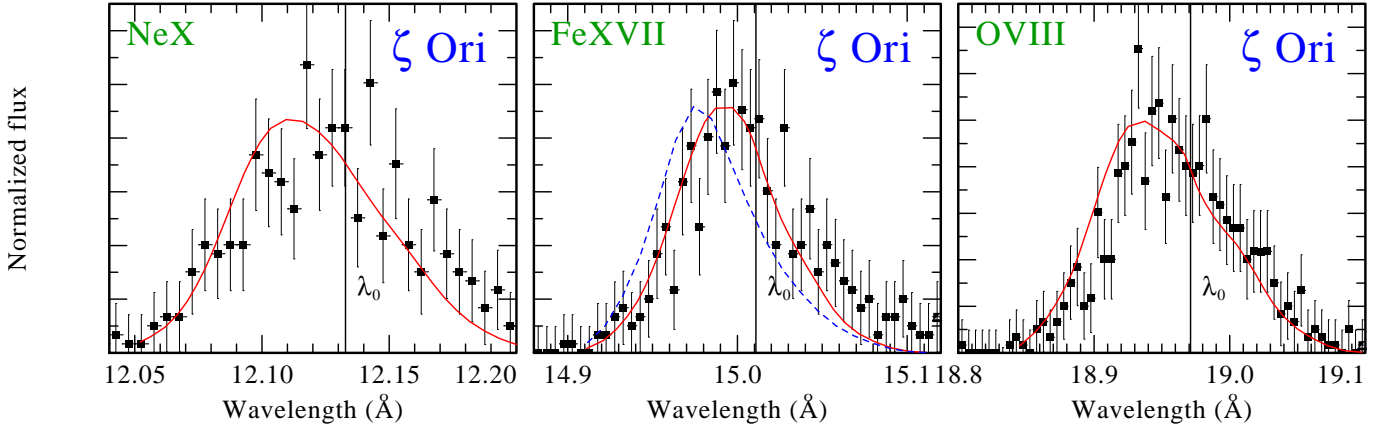 NeX
ζ Ori
λ0
12.05 12.10 12.15 12.20
Wavelength (Å)
Normalized flux
FeXVII
ζ Ori
λ0
14.9 15.0 15.1
Wavelength (Å)
OVIII
ζ Ori
λ0
18.8 18.9 19.0 19.1
Wavelength (Å)